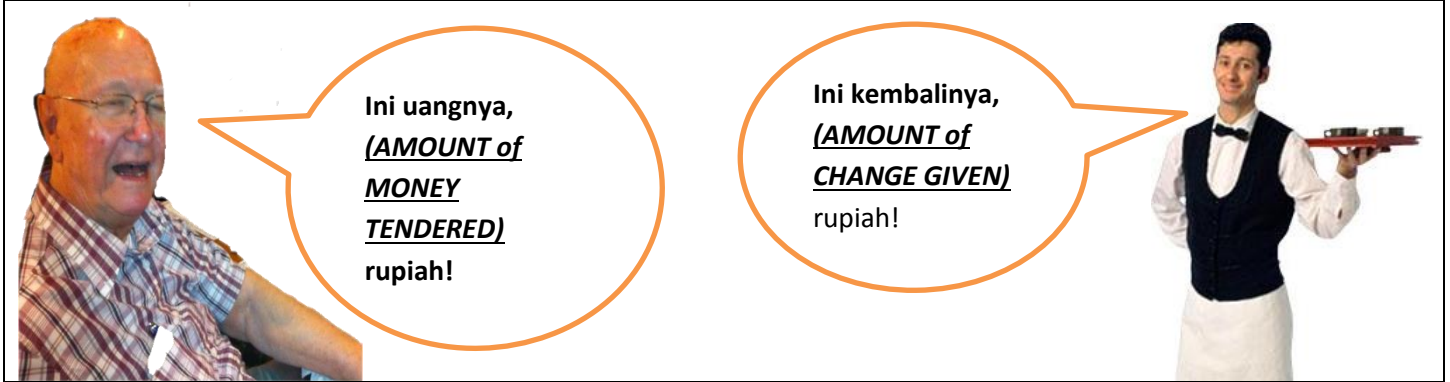 Ini uangnya,
(AMOUNT of
MONEY
TENDERED)
rupiah!
Ini kembalinya,
(AMOUNT of
CHANGE GIVEN)
rupiah!